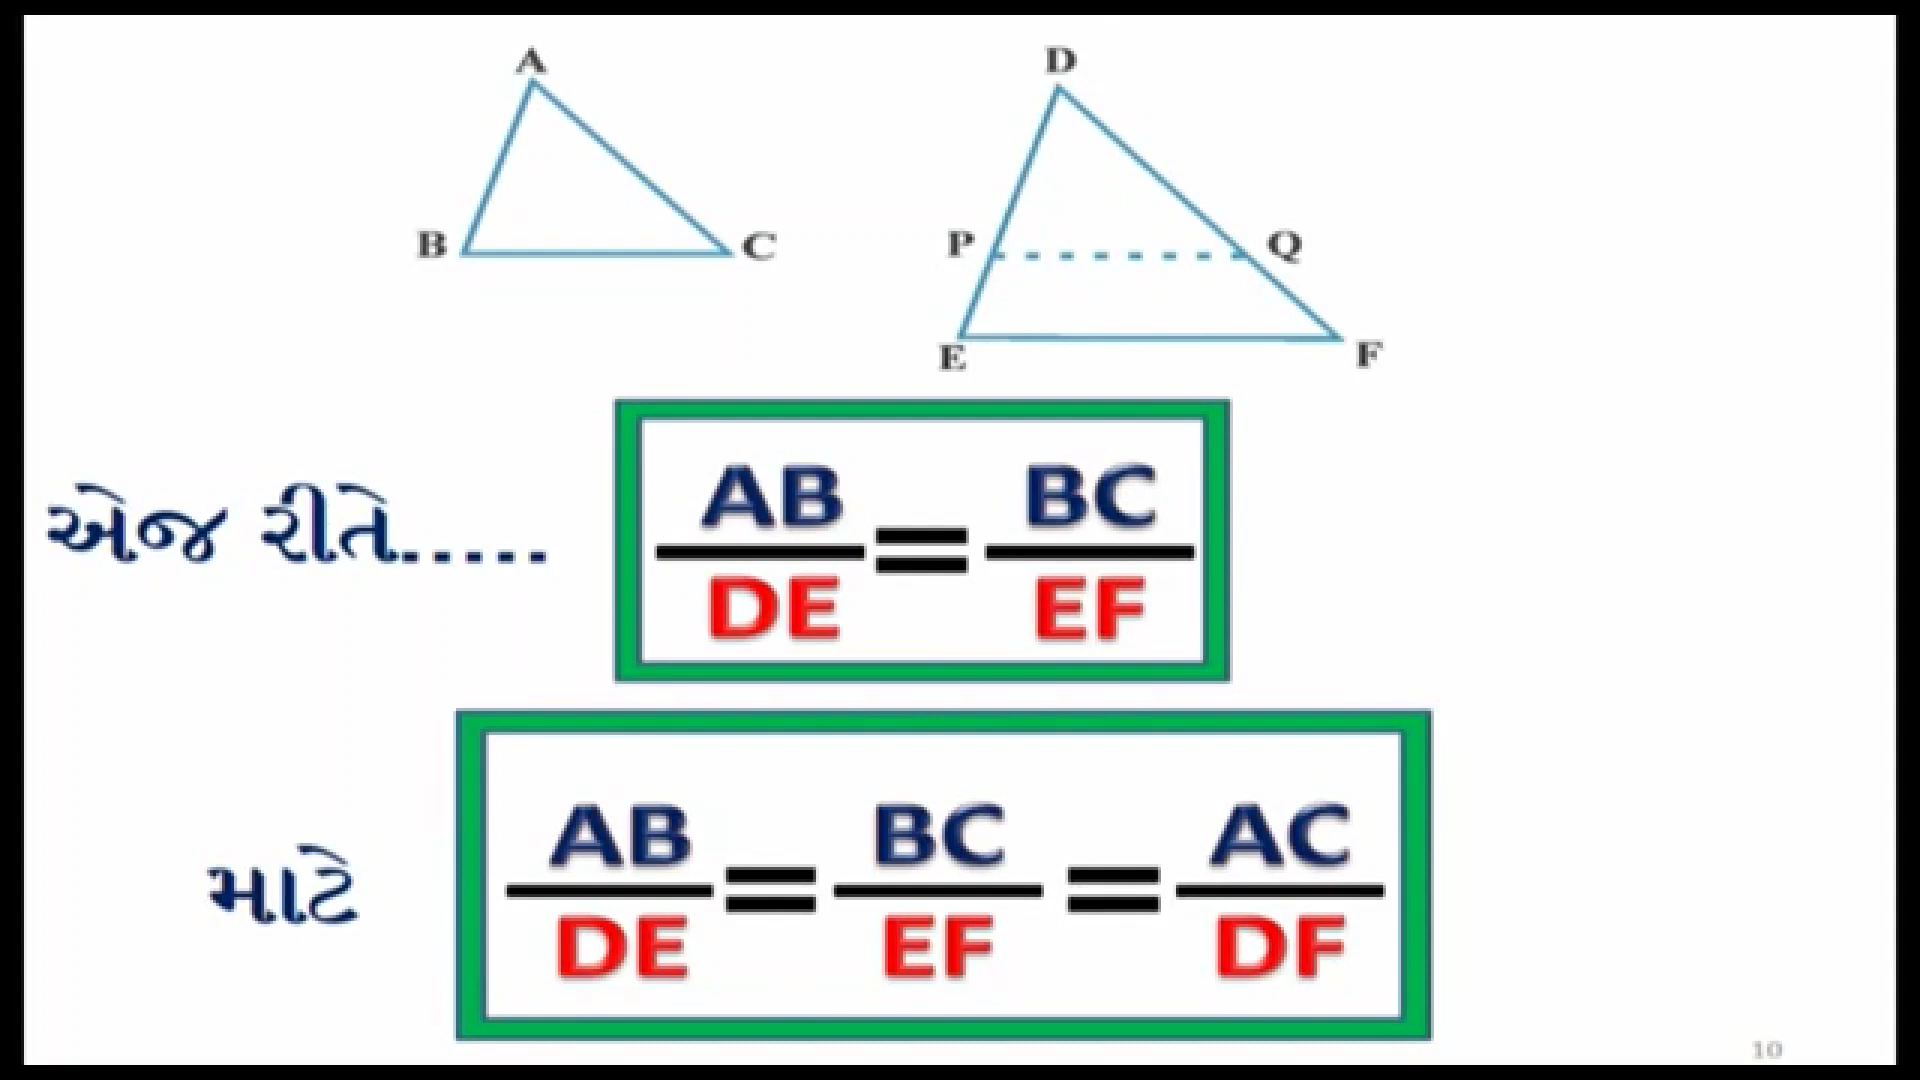 A D
B C P Q
E F
એજ રીતે.....
AB/DE = BC/EF
માટે
AB/DE = BC/EF = AC/DF
10